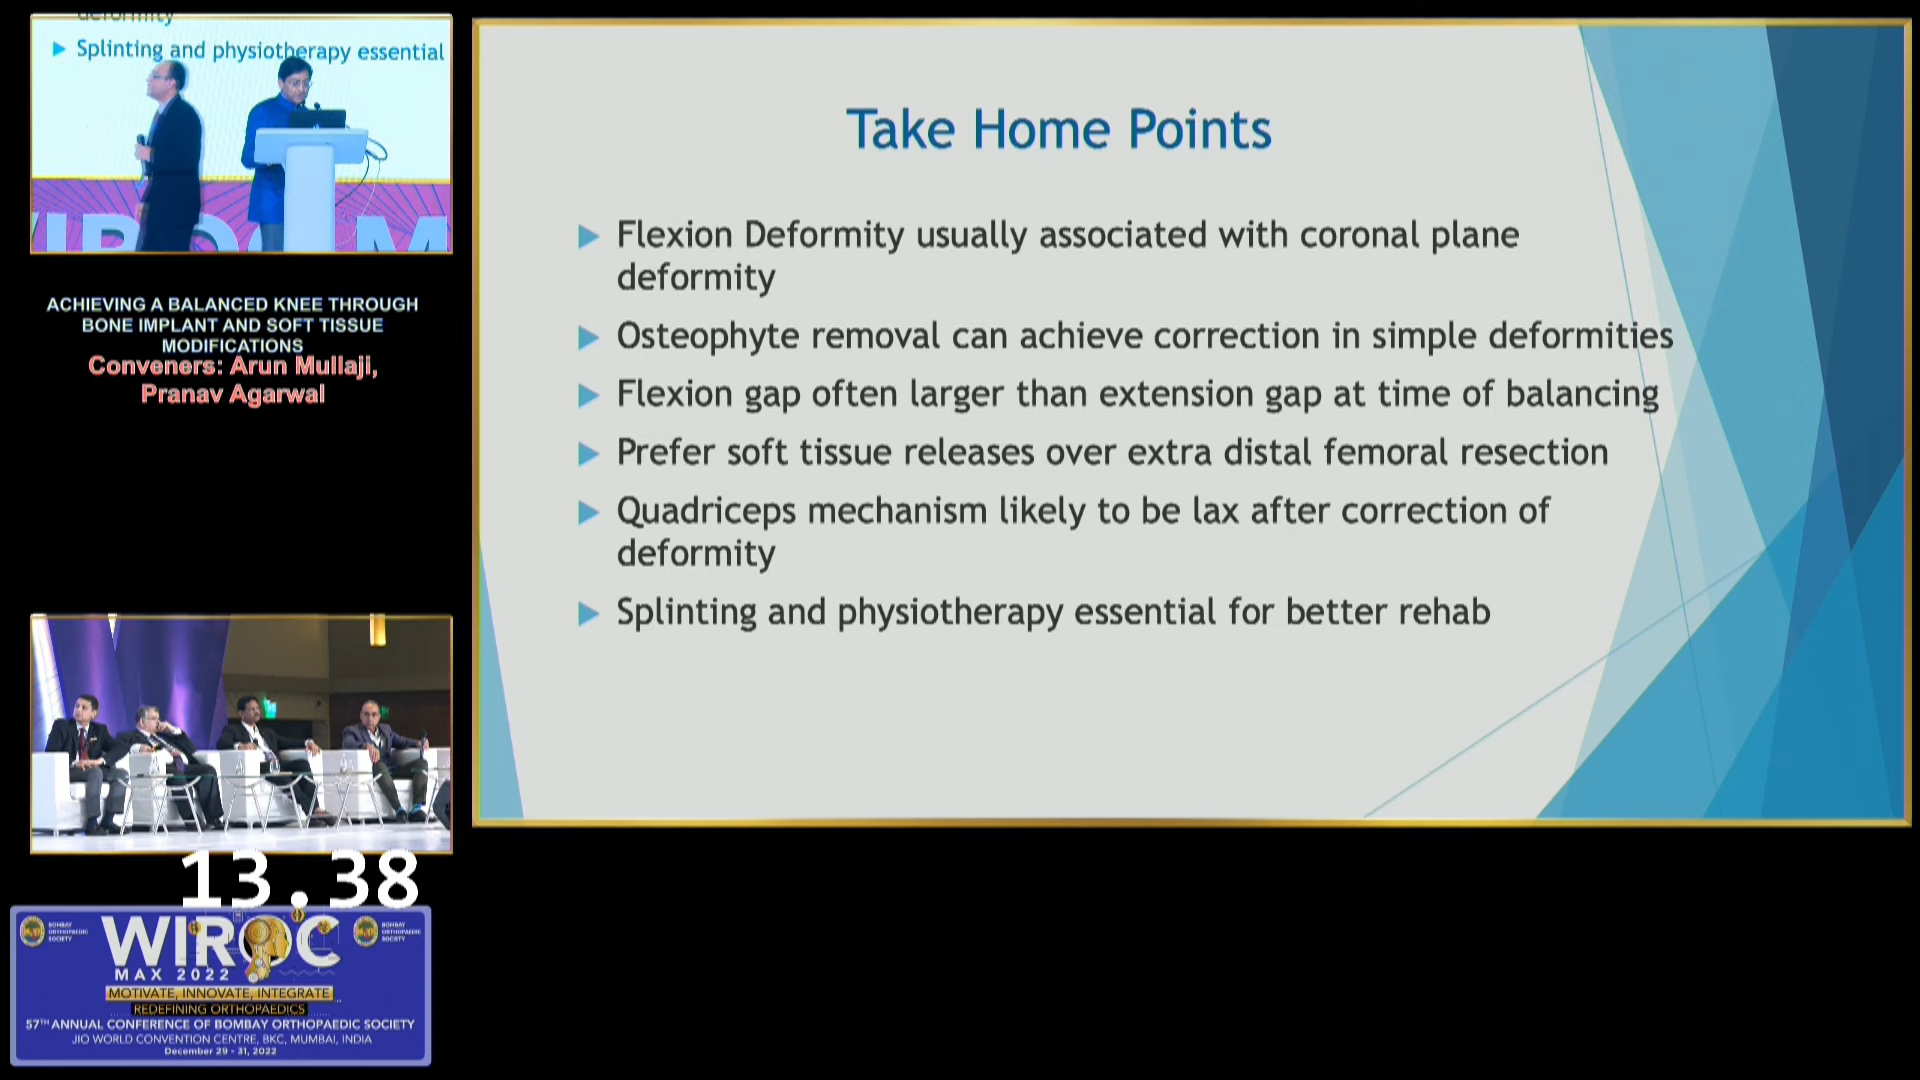 deformity
Splinting and physiotherapy essential
ACHIEVING A BALANCED KNEE THROUGH
BONE IMPLANT AND SOFT TISSUE
MODIFICATIONS
Conveners: Arun Mullaji,
Pranav Agarwal
Take Home Points
Flexion Deformity usually associated with coronal plane
deformity
Osteophyte removal can achieve correction in simple deformities
Flexion gap often larger than extension gap at time of balancing
Prefer soft tissue releases over extra distal femoral resection
Quadriceps mechanism likely to be lax after correction of
deformity
Splinting and physiotherapy essential for better rehab
13.38
BOMBAY
ORTHOPAEDIC
SOCIETY
WIROC
BOMBAY
ORTHOPAEDIC
SOCIETY
MAX 2022
MOTIVATE, INNOVATE, INTEGRATE
REDEFINING ORTHOPAEDICS
57TH ANNUAL CONFERENCE OF BOMBAY ORTHOPAEDIC SOCIETY
JIO WORLD CONVENTION CENTRE, BKC, MUMBAI, INDIA
December 29 - 31, 2022